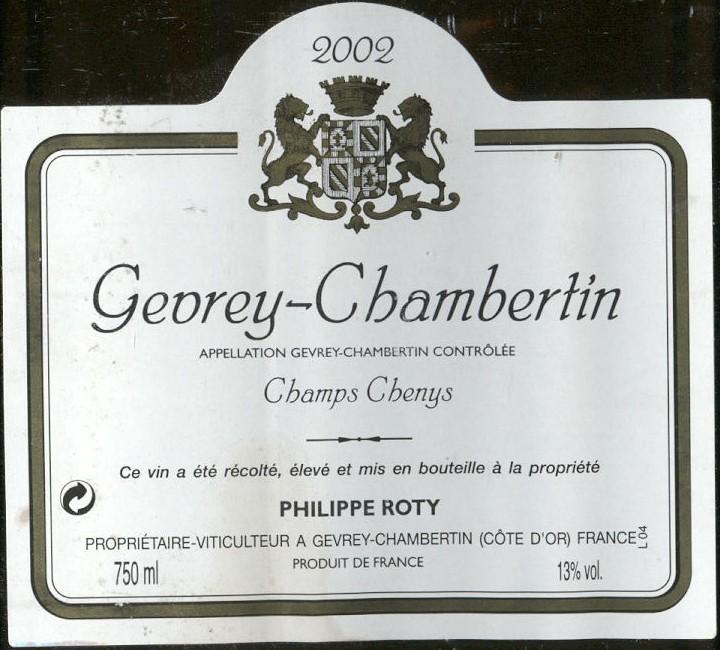 2002
Gevrey-Chambertin
APPELLATION GEVREY-CHAMBERTIN CONTRÔLÉE
Champs Chenys
Ce vin a été récolté, élevé et mis en bouteille à la propriété
PHILIPPE ROTY
PROPRIÉTAIRE-VITICULTEUR A GEVREY-CHAMBERTIN (CÔTE D'OR) FRANCE
L04
PRODUIT DE FRANCE
750 ml
13% vol.